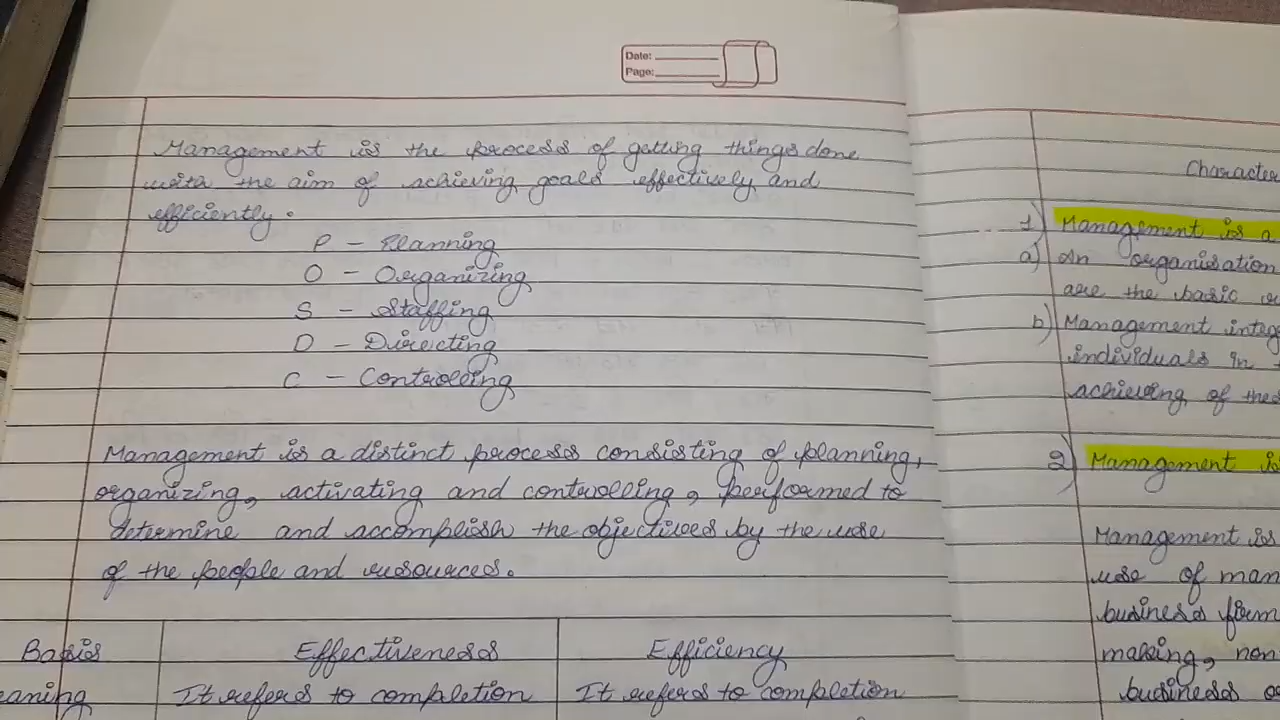 Date:
Page:
Management is the process of getting things done
with the aim of achieving goals effectively and
efficiently.
P – Planning
O – Organizing
S – Staffing
D – Directing
C – Controlling
Management is a distinct process consisting of planning,
organizing, activating and controlling, performed to
determine and accomplish the objectives by the use
of the people and resources.
Basis Effectiveness Efficiency
eaning It refers to completion It refers to completion
Character
1) Management is a
a) In organisation
are the basic
b) Management integ
individuals in
achieving of the
2) Management is
Management is
use of man
business firm
making, non
business